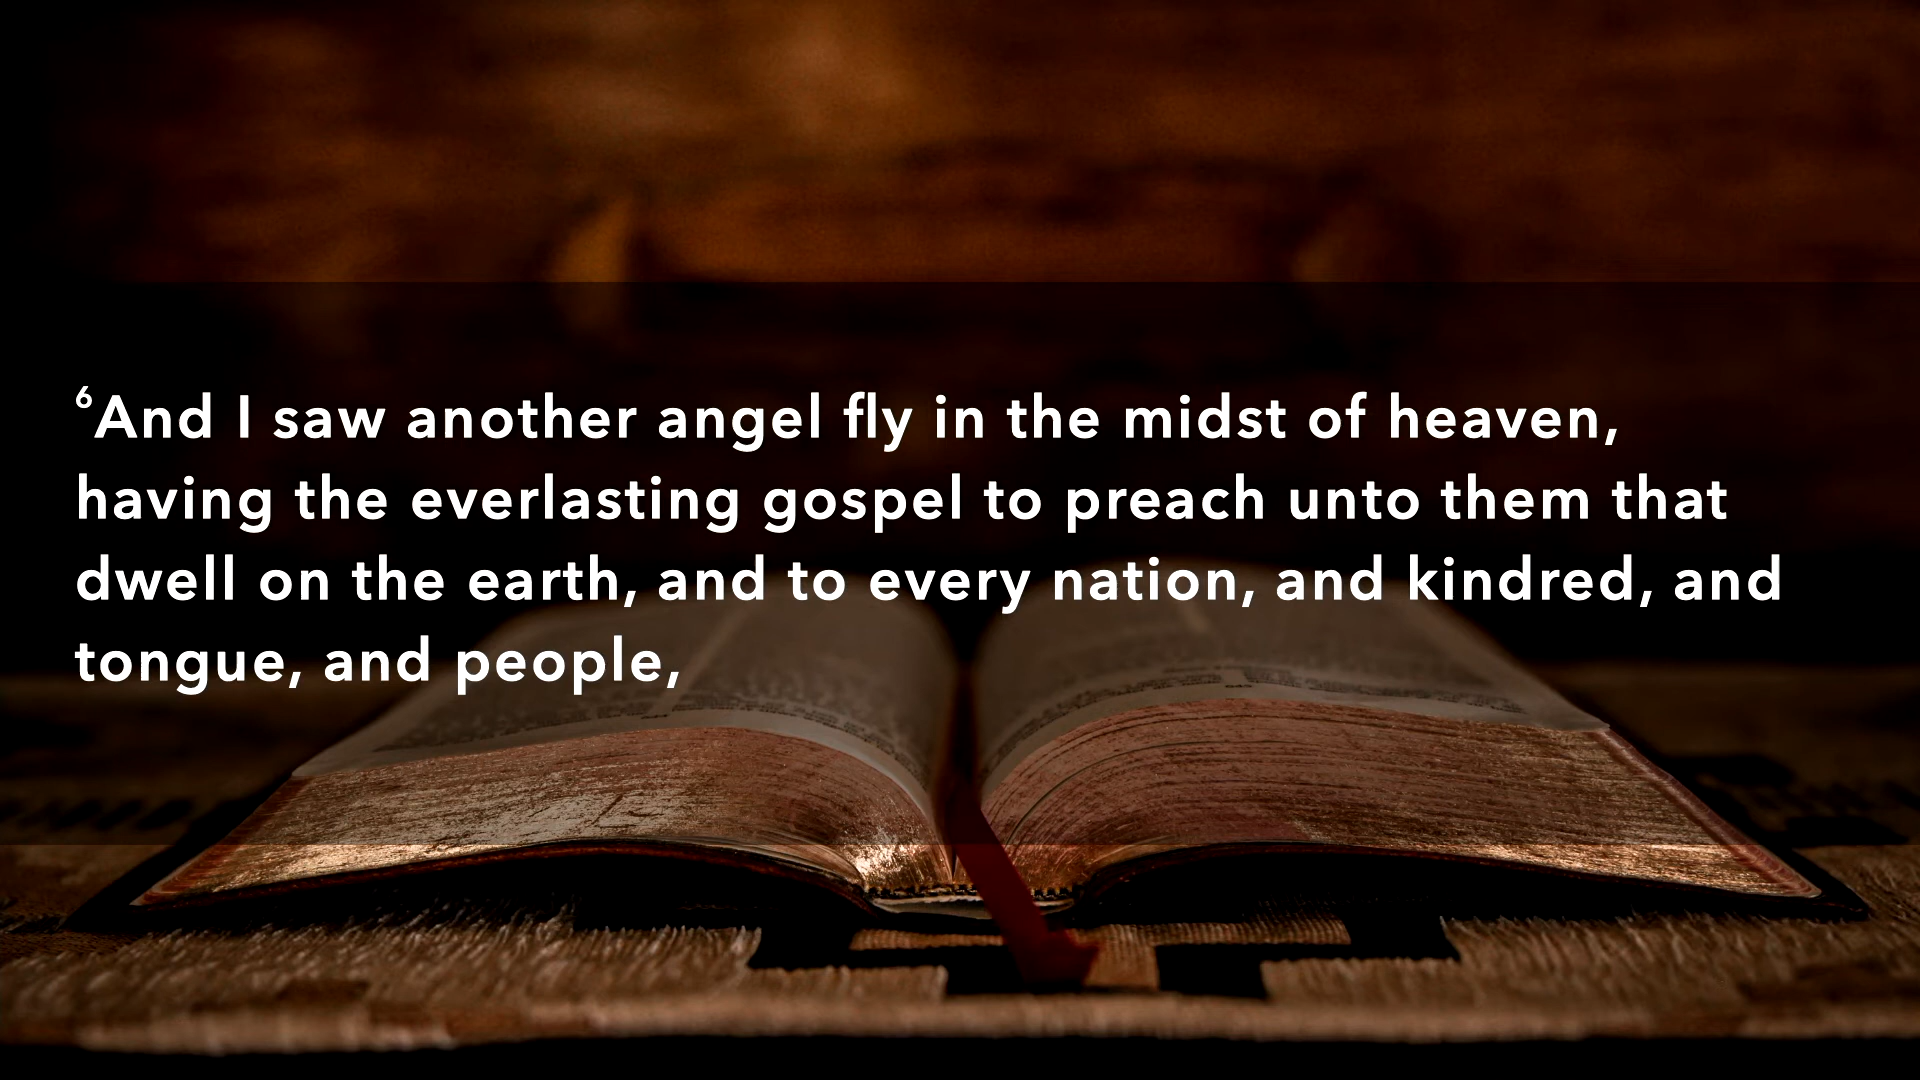 ⁶And I saw another angel fly in the midst of heaven,
having the everlasting gospel to preach unto them that
dwell on the earth, and to every nation, and kindred, and
tongue, and people,